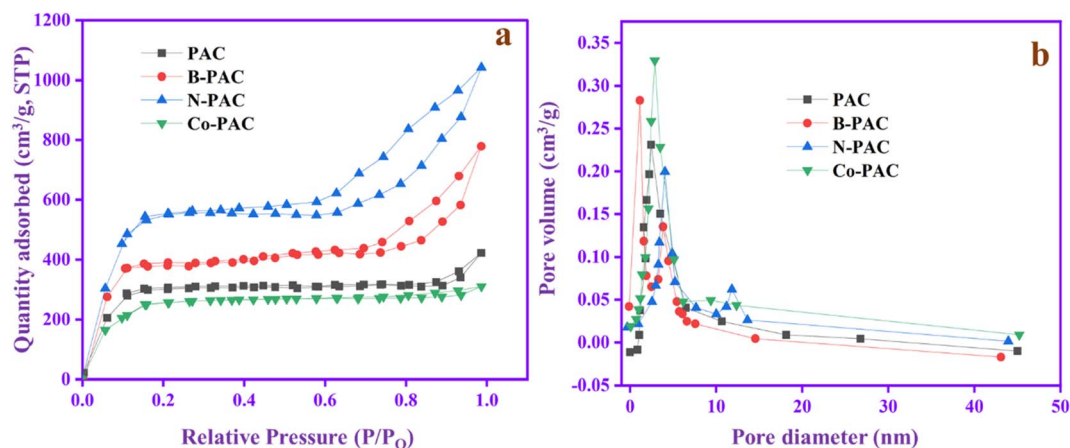 a
1200
1000
800
600
400
200
0
0.0 0.2 0.4 0.6 0.8 1.0
Quantity adsorbed (cm³/g, STP)
Relative Pressure (P/P_O)
PAC
B-PAC
N-PAC
Co-PAC
b
0.35
0.30
0.25
0.20
0.15
0.10
0.05
0.00
-0.05
0 10 20 30 40 50
Pore volume (cm³/g)
Pore diameter (nm)
PAC
B-PAC
N-PAC
Co-PAC